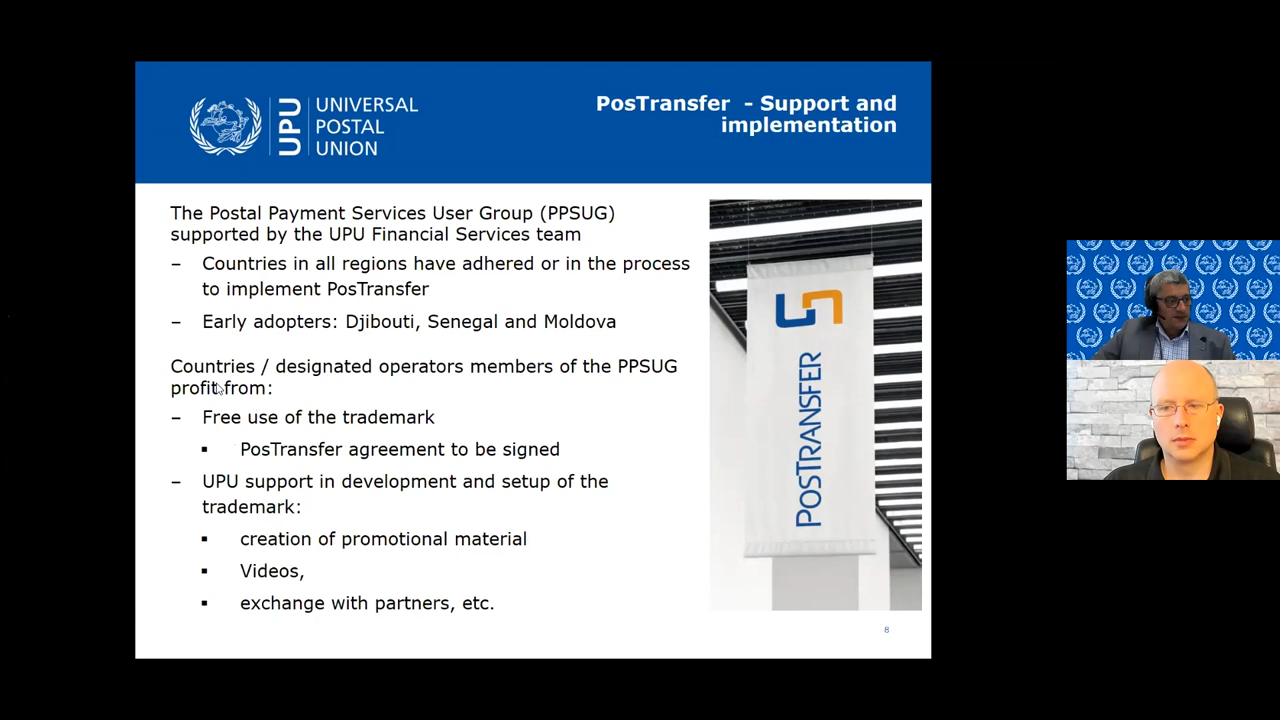 UPU
UNIVERSAL
POSTAL
UNION
PosTransfer - Support and
implementation
The Postal Payment Services User Group (PPSUG)
supported by the UPU Financial Services team
– Countries in all regions have adhered or in the process
to implement PosTransfer
– Early adopters: Djibouti, Senegal and Moldova
Countries / designated operators members of the PPSUG
profit from:
– Free use of the trademark
▪ PosTransfer agreement to be signed
– UPU support in development and setup of the
trademark:
▪ creation of promotional material
▪ Videos,
▪ exchange with partners, etc.
POSTRANSFER
8